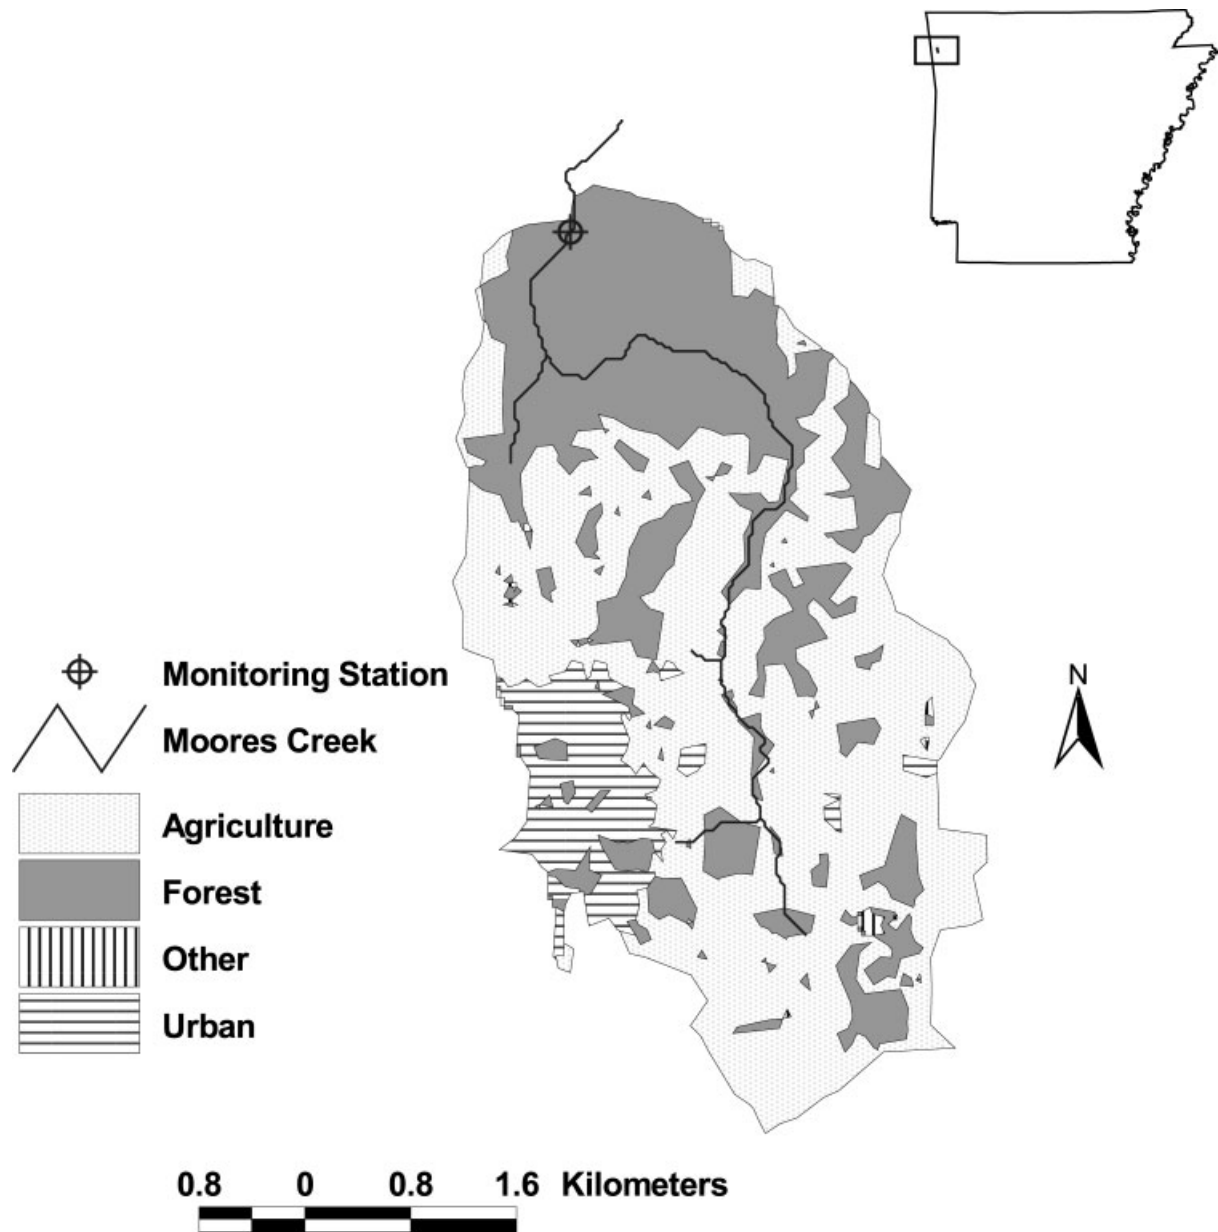 N
Monitoring Station
Moores Creek
Agriculture
Forest
Other
Urban
0.8 0 0.8 1.6 Kilometers